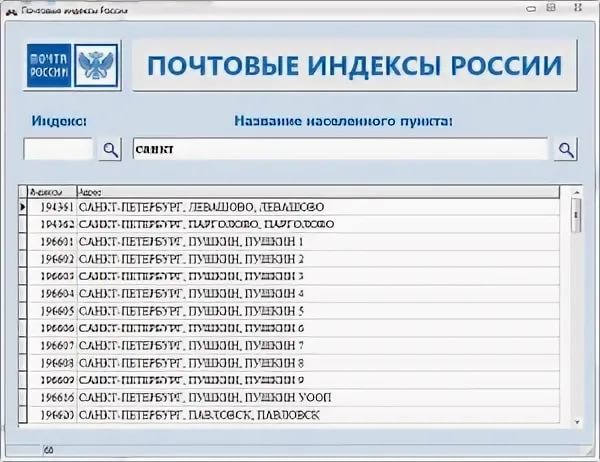 Почтовые индексы России
ПОЧТА
РОССИИ
ПОЧТОВЫЕ ИНДЕКСЫ РОССИИ
Индекс:
Название населенного пункта:
санкт
Индексы Адрес
194361 САНКТ-ПЕТЕРБУРГ, ЛЕВАШОВО, ЛЕВАШОВО
194362 САНКТ-ПЕТЕРБУРГ, ПАРГОЛОВО, ПАРГОЛОВО
196601 САНКТ-ПЕТЕРБУРГ, ПУШКИН, ПУШКИН 1
196602 САНКТ-ПЕТЕРБУРГ, ПУШКИН, ПУШКИН 2
196603 САНКТ-ПЕТЕРБУРГ, ПУШКИН, ПУШКИН 3
196604 САНКТ-ПЕТЕРБУРГ, ПУШКИН, ПУШКИН 4
196605 САНКТ-ПЕТЕРБУРГ, ПУШКИН, ПУШКИН 5
196606 САНКТ-ПЕТЕРБУРГ, ПУШКИН, ПУШКИН 6
196607 САНКТ-ПЕТЕРБУРГ, ПУШКИН, ПУШКИН 7
196608 САНКТ-ПЕТЕРБУРГ, ПУШКИН, ПУШКИН 8
196609 САНКТ-ПЕТЕРБУРГ, ПУШКИН, ПУШКИН 9
196616 САНКТ-ПЕТЕРБУРГ, ПУШКИН, ПУШКИН УООП
196620 САНКТ-ПЕТЕРБУРГ, ПАВЛОВСК, ПАВЛОВСК